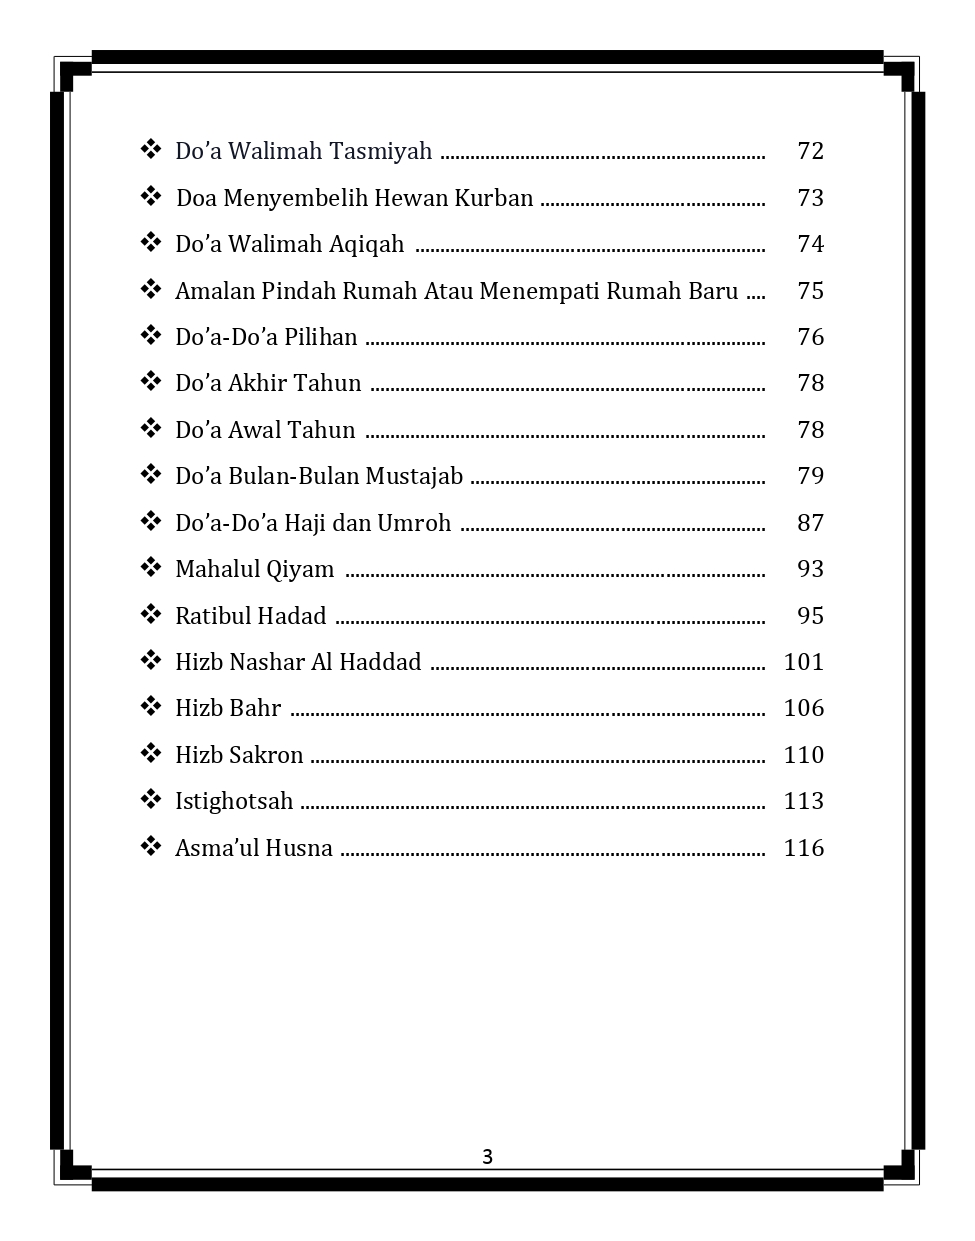 ❖ Do’a Walimah Tasmiyah ................................................................. 72
❖ Doa Menyembelih Hewan Kurban ............................................. 73
❖ Do’a Walimah Aqiqah ...................................................................... 74
❖ Amalan Pindah Rumah Atau Menempati Rumah Baru .... 75
❖ Do’a-Do’a Pilihan ................................................................................ 76
❖ Do’a Akhir Tahun ............................................................................... 78
❖ Do’a Awal Tahun ................................................................................ 78
❖ Do’a Bulan-Bulan Mustajab ........................................................... 79
❖ Do’a-Do’a Haji dan Umroh ............................................................. 87
❖ Mahalul Qiyam .................................................................................... 93
❖ Ratibul Hadad ...................................................................................... 95
❖ Hizb Nashar Al Haddad ................................................................... 101
❖ Hizb Bahr ............................................................................................... 106
❖ Hizb Sakron ........................................................................................... 110
❖ Istighotsah ............................................................................................. 113
❖ Asma’ul Husna ..................................................................................... 116
3